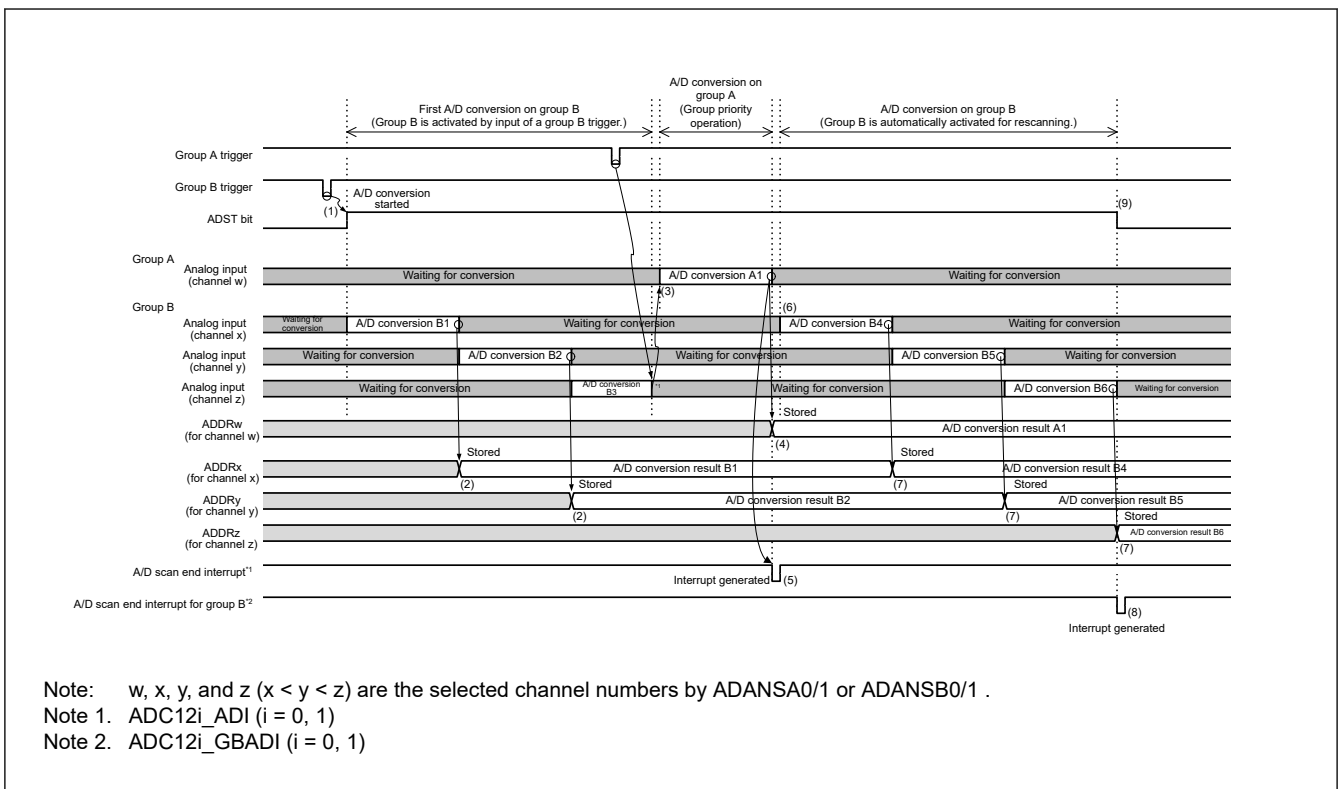 A/D conversion on
group A
(Group priority
operation)
First A/D conversion on group B
(Group B is activated by input of a group B trigger.)
A/D conversion on group B
(Group B is automatically activated for rescanning.)
Group A trigger
Group B trigger
A/D conversion
started
(1)
(9)
ADST bit
Group A
Analog input
(channel w)
Waiting for conversion
A/D conversion A1
Waiting for conversion
(3)
Group B
(6)
Analog input
(channel x)
Waiting for
conversion
A/D conversion B1
Waiting for conversion
A/D conversion B4
Waiting for conversion
Analog input
(channel y)
Waiting for conversion
A/D conversion B2
Waiting for conversion
A/D conversion B5
Waiting for conversion
Analog input
(channel z)
Waiting for conversion
A/D conversion
B3
*1
Waiting for conversion
A/D conversion B6
Waiting for conversion
Stored
ADDRw
(for channel w)
A/D conversion result A1
(4)
Stored
Stored
ADDRx
(for channel x)
A/D conversion result B1
A/D conversion result B4
(2)
Stored
(7)
Stored
ADDRy
(for channel y)
A/D conversion result B2
A/D conversion result B5
(2)
(7)
Stored
ADDRz
(for channel z)
A/D conversion result B6
(7)
A/D scan end interrupt*1
Interrupt generated
(5)
A/D scan end interrupt for group B*2
(8)
Interrupt generated
Note: w, x, y, and z (x < y < z) are the selected channel numbers by ADANSA0/1 or ADANSB0/1 .
Note 1. ADC12i_ADI (i = 0, 1)
Note 2. ADC12i_GBADI (i = 0, 1)